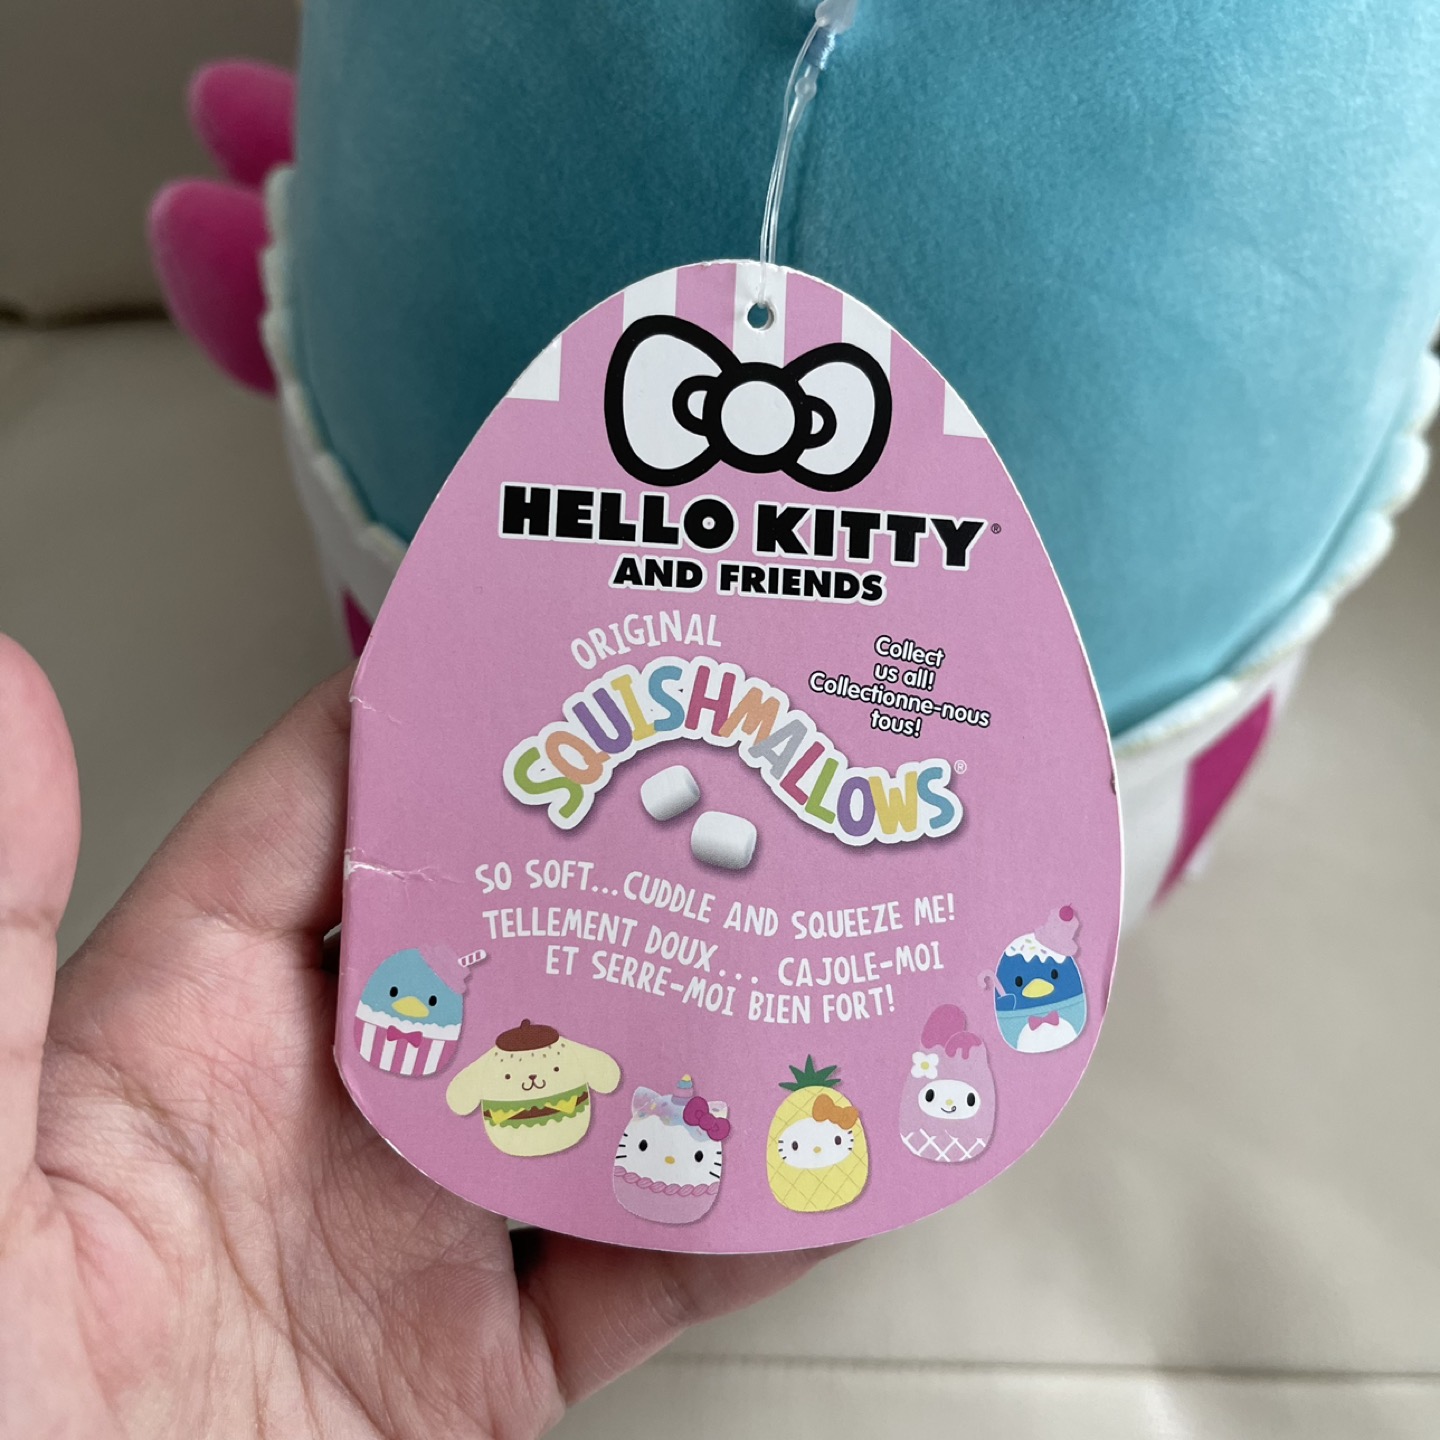 HELLO KITTY®
AND FRIENDS
ORIGINAL
SQUISHMALLOWS®
Collect
us all!
Collectionne-nous
tous!
SO SOFT...CUDDLE AND SQUEEZE ME!
TELLEMENT DOUX... CAJOLE-MOI
ET SERRE-MOI BIEN FORT!